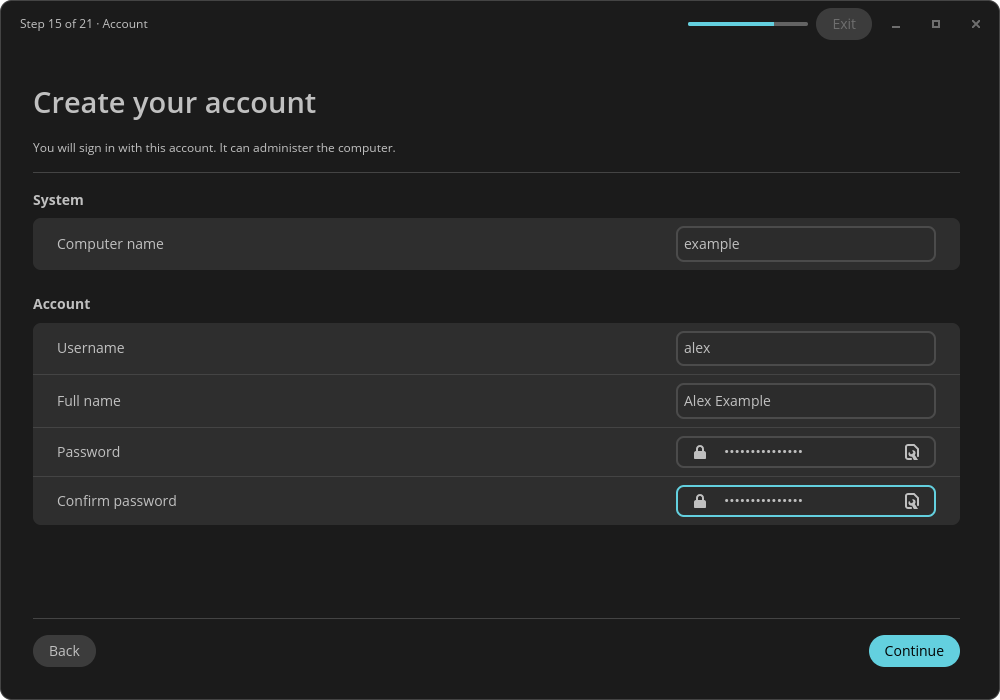 Step 15 of 21 · Account
Exit
Create your account
You will sign in with this account. It can administer the computer.
System
Computer name
example
Account
Username
alex
Full name
Alex Example
Password
•••••••••••••••
Confirm password
•••••••••••••••
Back
Continue